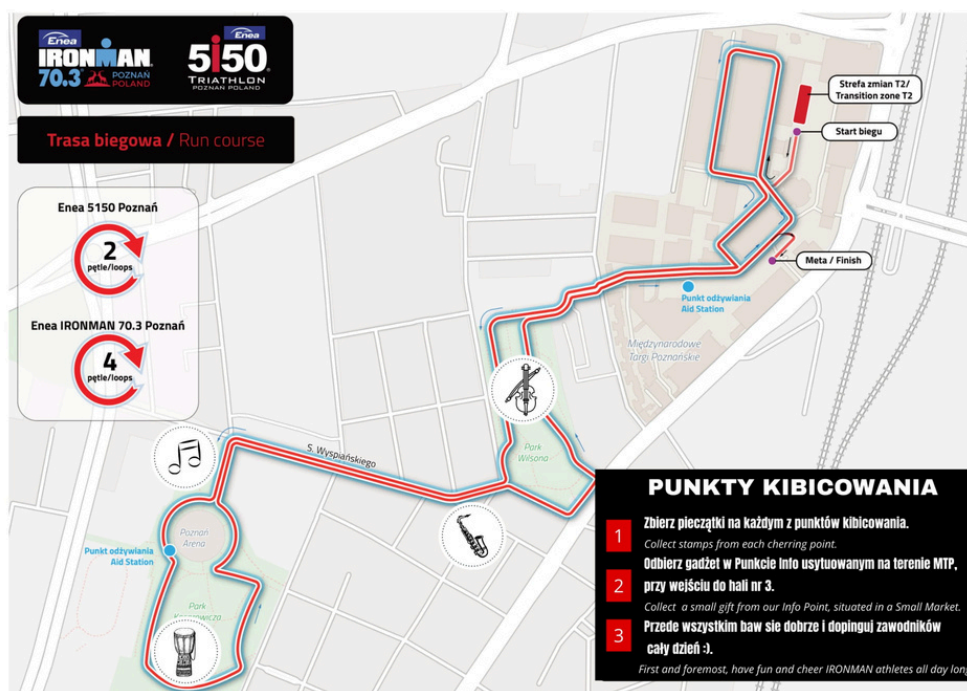 Enea
IRONMAN
70.3 POZNAŃ
POLAND
Enea
5i50
TRIATHLON
POZNAŃ POLAND
Trasa biegowa / Run course
Enea 5150 Poznań
2
pętle/loops
Enea IRONMAN 70.3 Poznań
4
pętle/loops
Strefa zmian T2/
Transition zone T2
Start biegu
Meta / Finish
Punkt odżywiania
Aid Station
Międzynarodowe
Targi Poznańskie
Park
Wilsona
S. Wyspiańskiego
Poznań
Arena
Punkt odżywiania
Aid Station
Park
PUNKTY KIBICOWANIA
1 Zbierz pieczątki na każdym z punktów kibicowania.
Collect stamps from each cherring point.
2 Odbierz gadżet w Punkcie Info usytuowanym na terenie MTP,
przy wejściu do hali nr 3.
Collect a small gift from our Info Point, situated in a Small Market.
3 Przede wszystkim baw sie dobrze i dopinguj zawodników
cały dzień :).
First and foremost, have fun and cheer IRONMAN athletes all day lon